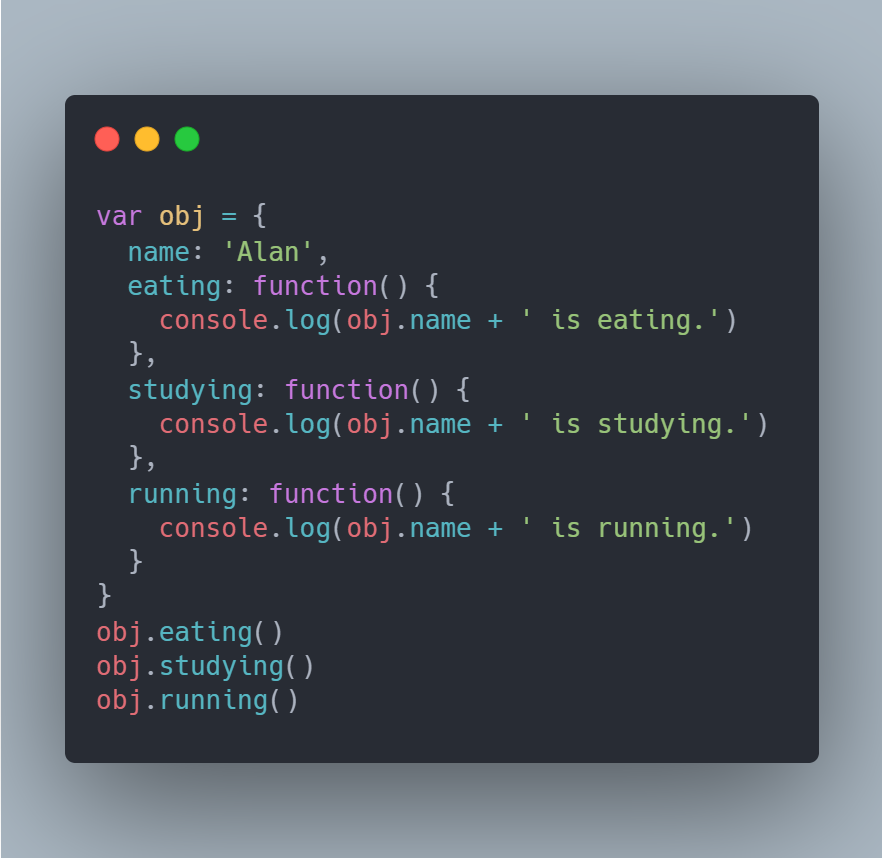 var obj = {
  name: 'Alan',
  eating: function() {
    console.log(obj.name + ' is eating.')
  },
  studying: function() {
    console.log(obj.name + ' is studying.')
  },
  running: function() {
    console.log(obj.name + ' is running.')
  }
}
obj.eating()
obj.studying()
obj.running()